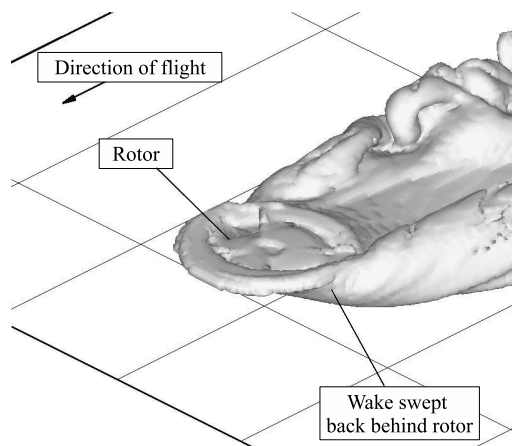 Direction of flight
Rotor
Wake swept
back behind rotor